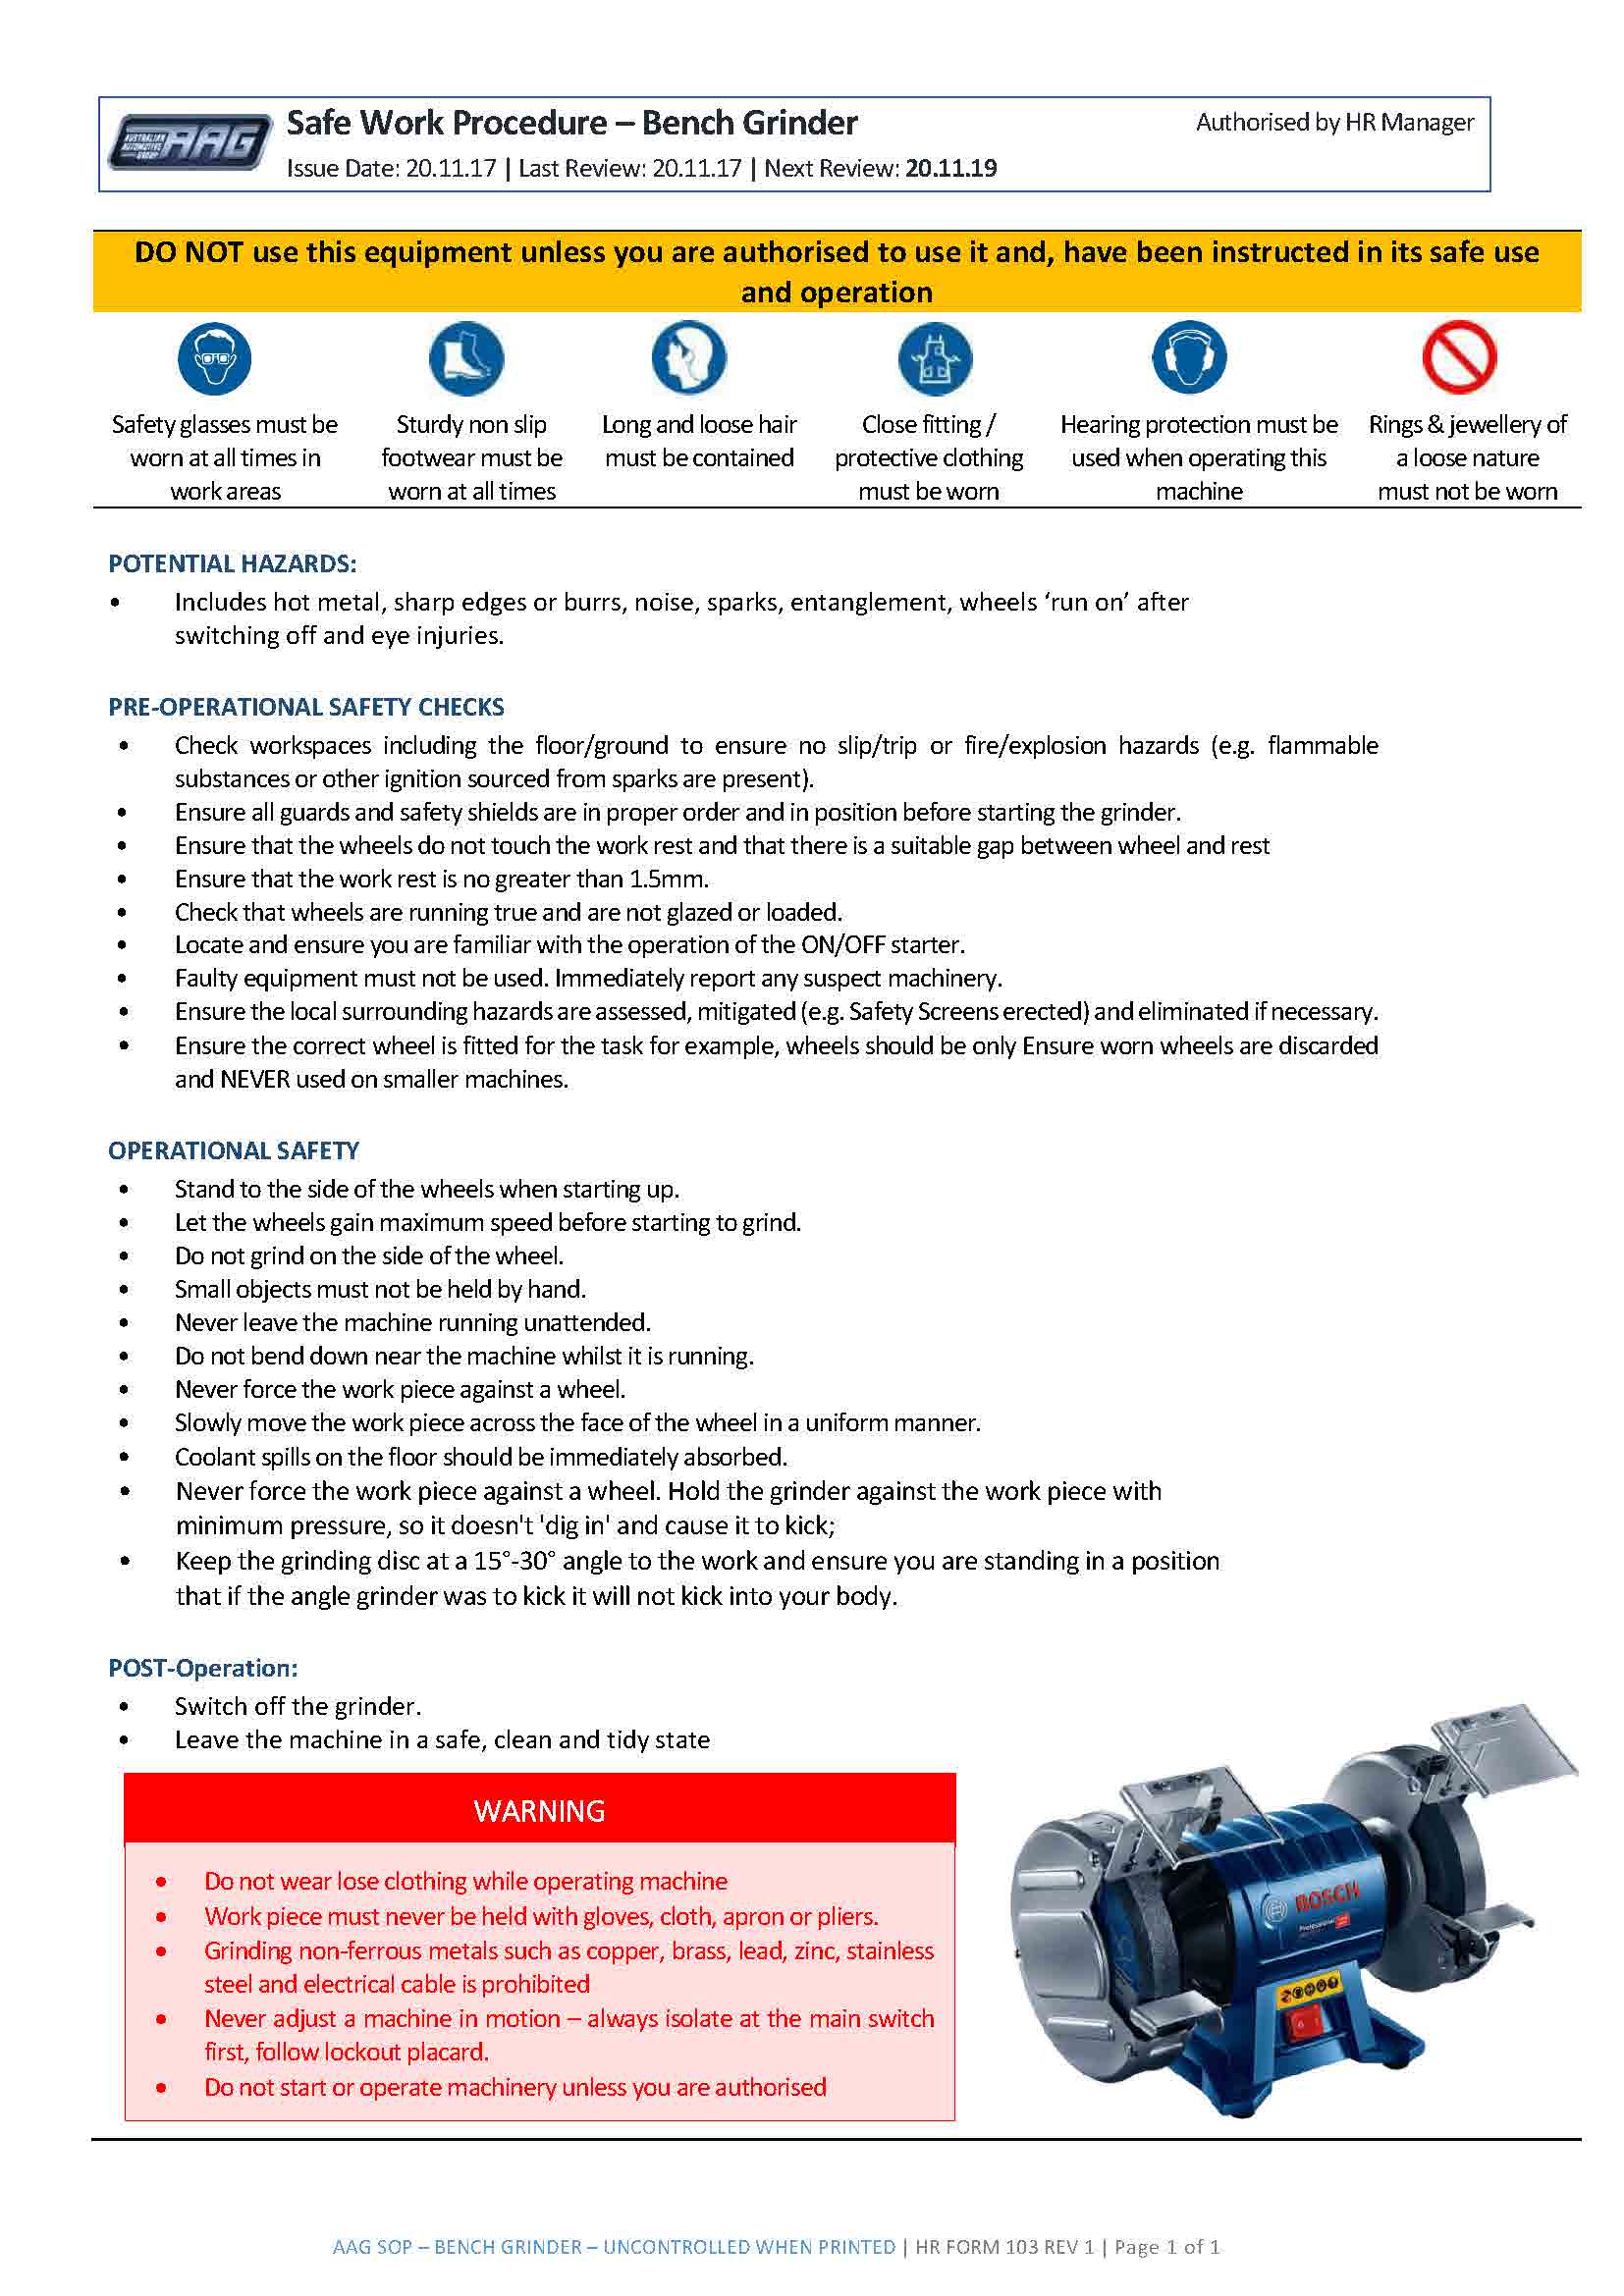 AUSTRALIAN
AUTOMOTIVE
GROUP
AAG
Safe Work Procedure – Bench Grinder
Authorised by HR Manager
Issue Date: 20.11.17 | Last Review: 20.11.17 | Next Review: 20.11.19
DO NOT use this equipment unless you are authorised to use it and, have been instructed in its safe use
and operation
Safety glasses must be
worn at all times in
work areas
Sturdy non slip
footwear must be
worn at all times
Long and loose hair
must be contained
Close fitting /
protective clothing
must be worn
Hearing protection must be
used when operating this
machine
Rings & jewellery of
a loose nature
must not be worn
POTENTIAL HAZARDS:
• Includes hot metal, sharp edges or burrs, noise, sparks, entanglement, wheels ‘run on’ after
switching off and eye injuries.
PRE-OPERATIONAL SAFETY CHECKS
• Check workspaces including the floor/ground to ensure no slip/trip or fire/explosion hazards (e.g. flammable
substances or other ignition sourced from sparks are present).
• Ensure all guards and safety shields are in proper order and in position before starting the grinder.
• Ensure that the wheels do not touch the work rest and that there is a suitable gap between wheel and rest
• Ensure that the work rest is no greater than 1.5mm.
• Check that wheels are running true and are not glazed or loaded.
• Locate and ensure you are familiar with the operation of the ON/OFF starter.
• Faulty equipment must not be used. Immediately report any suspect machinery.
• Ensure the local surrounding hazards are assessed, mitigated (e.g. Safety Screens erected) and eliminated if necessary.
• Ensure the correct wheel is fitted for the task for example, wheels should be only Ensure worn wheels are discarded
and NEVER used on smaller machines.
OPERATIONAL SAFETY
• Stand to the side of the wheels when starting up.
• Let the wheels gain maximum speed before starting to grind.
• Do not grind on the side of the wheel.
• Small objects must not be held by hand.
• Never leave the machine running unattended.
• Do not bend down near the machine whilst it is running.
• Never force the work piece against a wheel.
• Slowly move the work piece across the face of the wheel in a uniform manner.
• Coolant spills on the floor should be immediately absorbed.
• Never force the work piece against a wheel. Hold the grinder against the work piece with
minimum pressure, so it doesn't 'dig in' and cause it to kick;
• Keep the grinding disc at a 15°-30° angle to the work and ensure you are standing in a position
that if the angle grinder was to kick it will not kick into your body.
POST-Operation:
• Switch off the grinder.
• Leave the machine in a safe, clean and tidy state
WARNING
• Do not wear lose clothing while operating machine
• Work piece must never be held with gloves, cloth, apron or pliers.
• Grinding non-ferrous metals such as copper, brass, lead, zinc, stainless
steel and electrical cable is prohibited
• Never adjust a machine in motion – always isolate at the main switch
first, follow lockout placard.
• Do not start or operate machinery unless you are authorised
BOSCH
Professional
AAG SOP – BENCH GRINDER – UNCONTROLLED WHEN PRINTED | HR FORM 103 REV 1 | Page 1 of 1